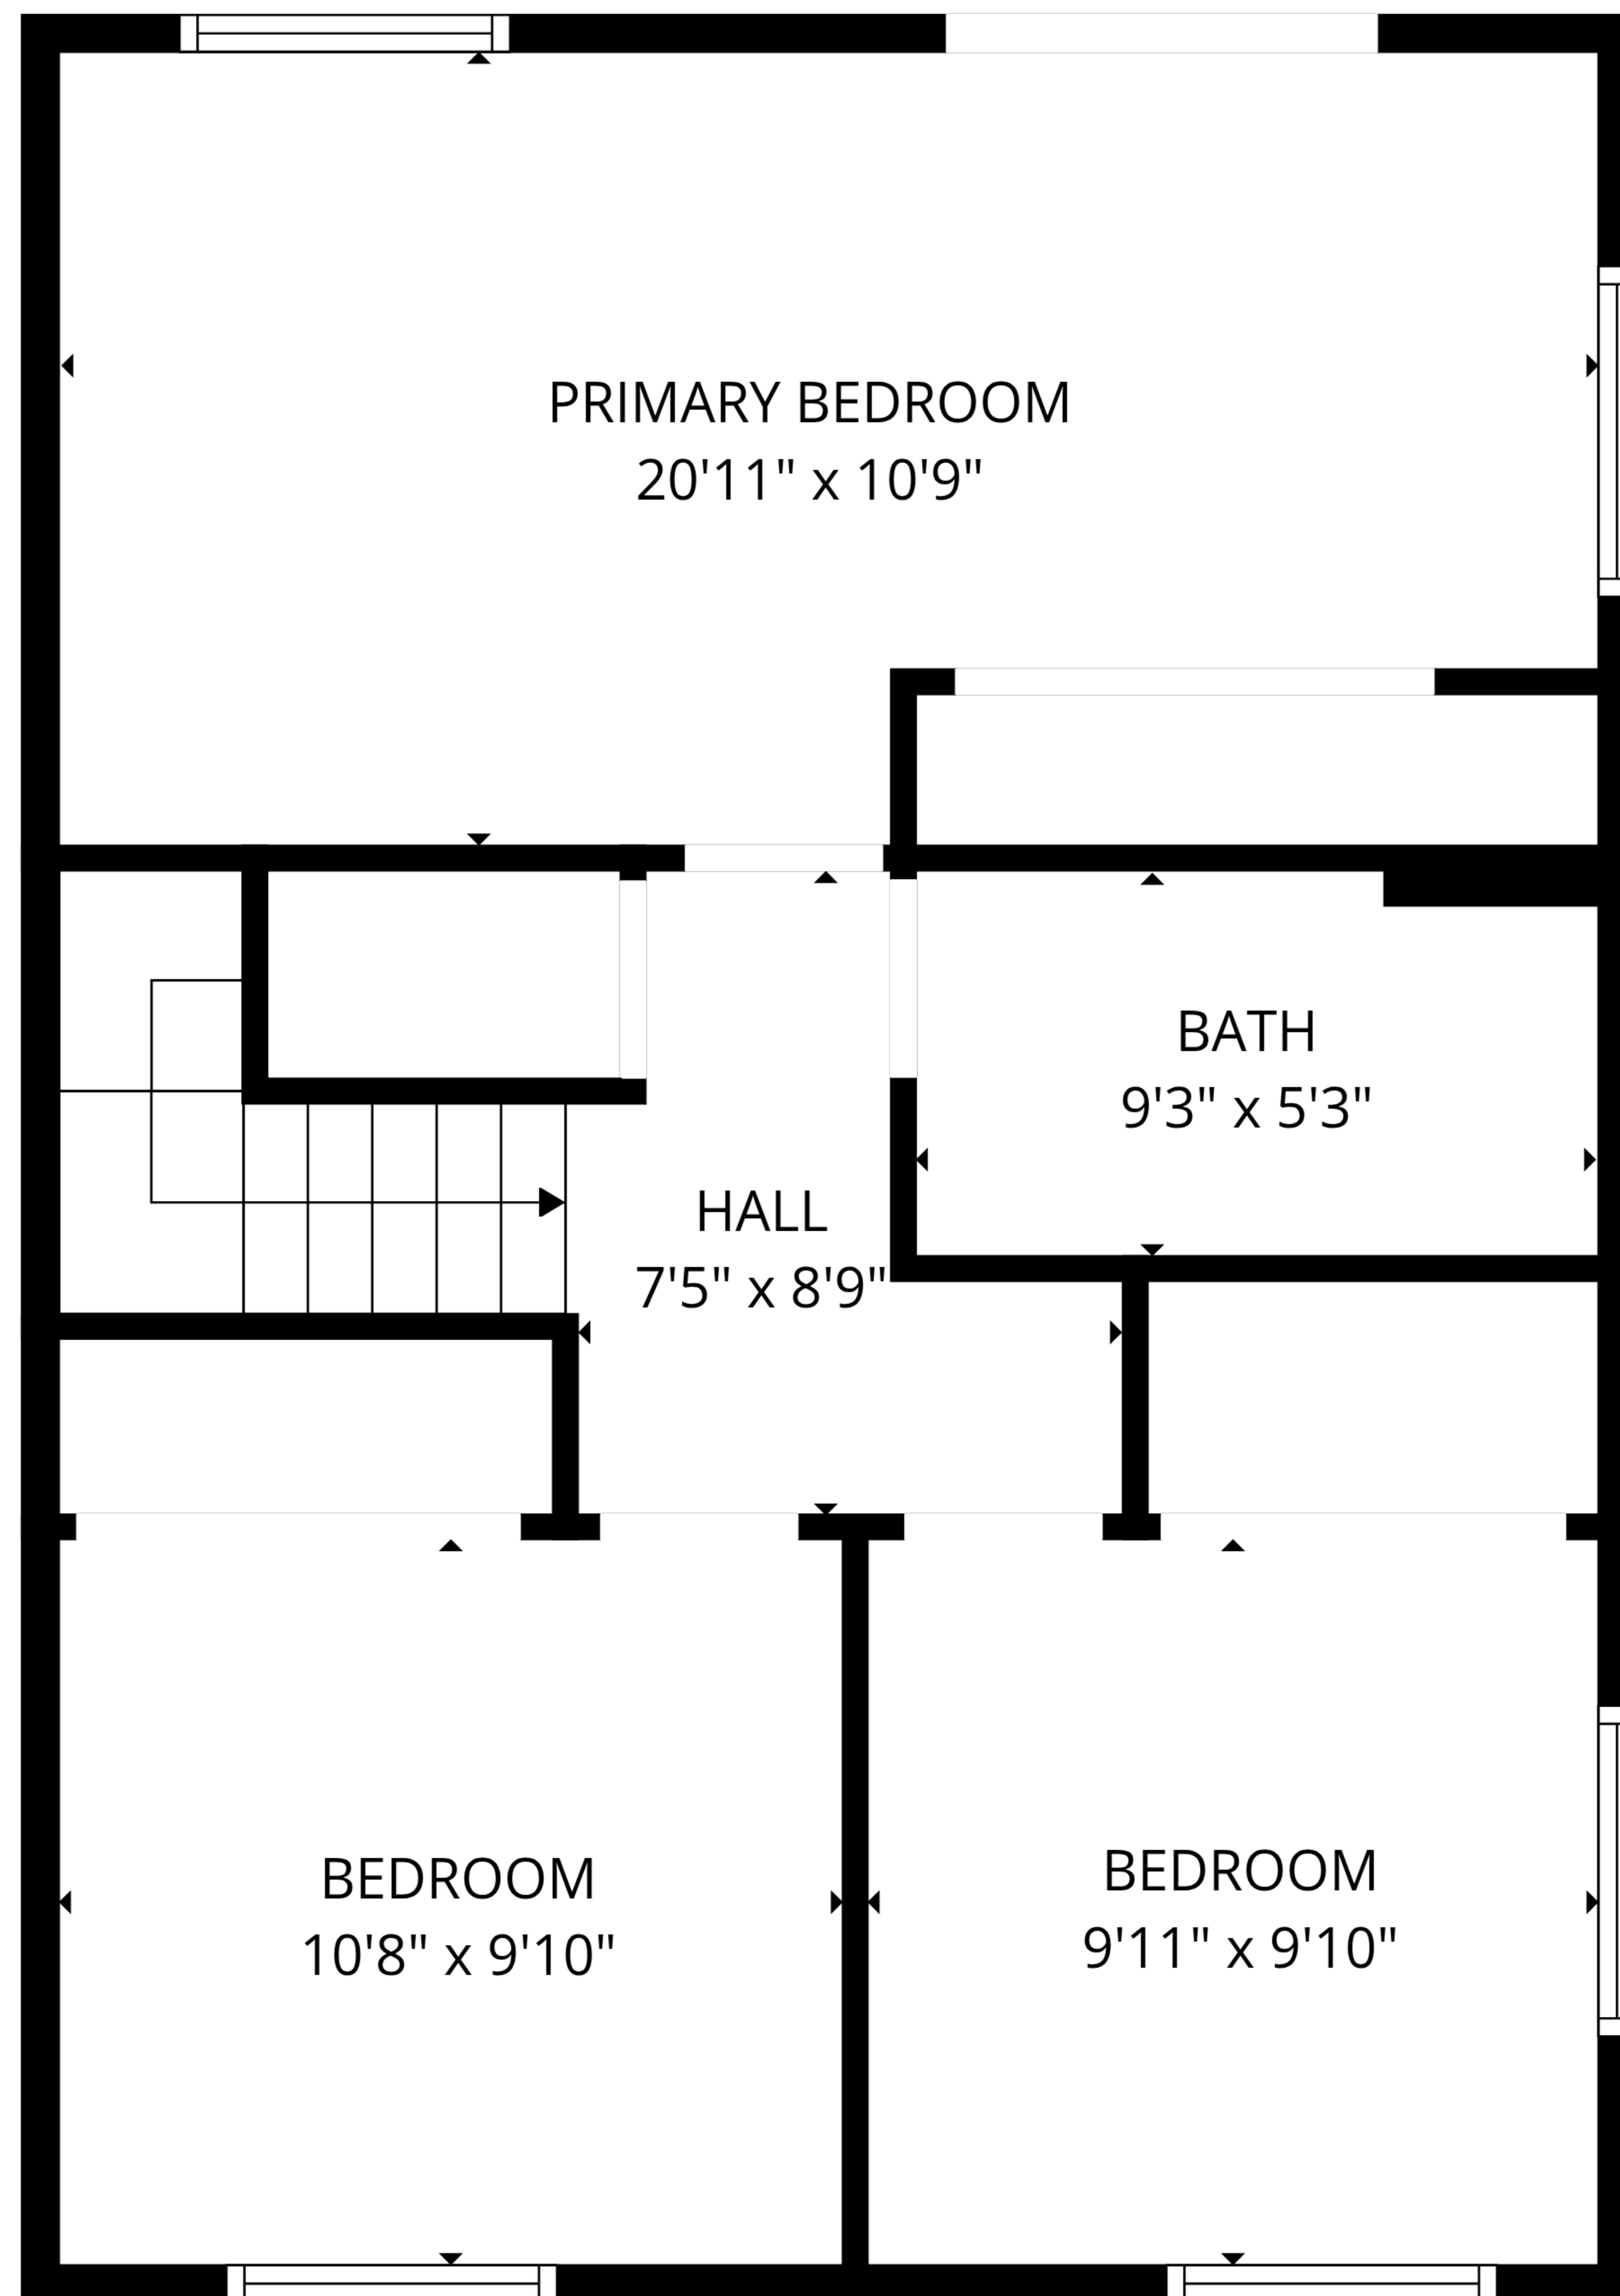 PRIMARY BEDROOM
20'11" x 10'9"
BATH
9'3" x 5'3"
HALL
7'5" x 8'9"
BEDROOM
10'8" x 9'10"
BEDROOM
9'11" x 9'10"